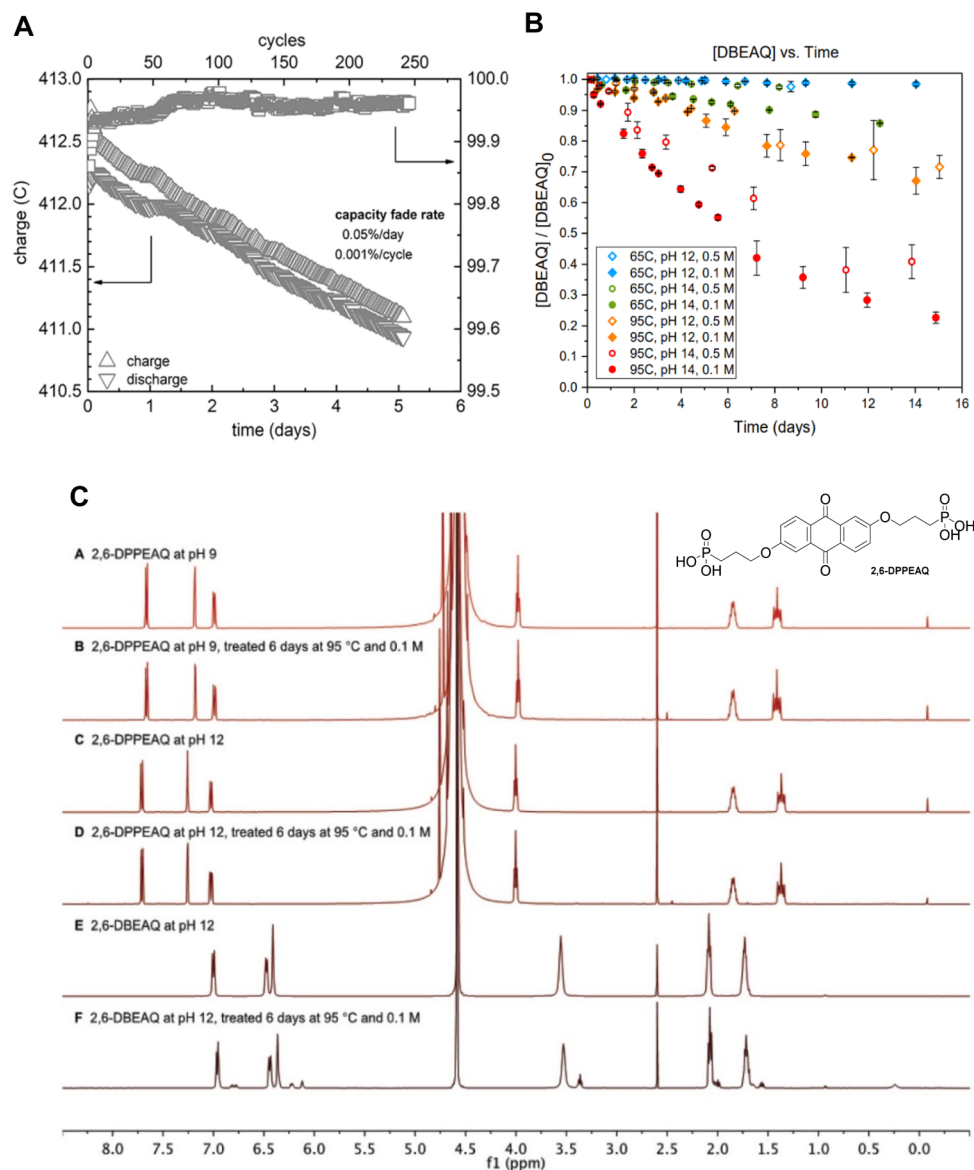 A
cycles
0 50 100 150 200 250
413.0
412.5
412.0
411.5
411.0
410.5
charge (C)
100.0
99.9
99.8
99.7
99.6
99.5
capacity fade rate
0.05%/day
0.001%/cycle
charge
discharge
0 1 2 3 4 5 6
time (days)
B
[DBEAQ] vs. Time
1.0
0.9
0.8
0.7
0.6
0.5
0.4
0.3
0.2
0.1
0.0
[DBEAQ] / [DBEAQ]0
65C, pH 12, 0.5 M
65C, pH 12, 0.1 M
65C, pH 14, 0.5 M
65C, pH 14, 0.1 M
95C, pH 12, 0.5 M
95C, pH 12, 0.1 M
95C, pH 14, 0.5 M
95C, pH 14, 0.1 M
0 2 4 6 8 10 12 14 16
Time (days)
C
O
O
O
O
O
P
OH
OH
O
HO
P
OH
2,6-DPPEAQ
A 2,6-DPPEAQ at pH 9
B 2,6-DPPEAQ at pH 9, treated 6 days at 95 °C and 0.1 M
C 2,6-DPPEAQ at pH 12
D 2,6-DPPEAQ at pH 12, treated 6 days at 95 °C and 0.1 M
E 2,6-DBEAQ at pH 12
F 2,6-DBEAQ at pH 12, treated 6 days at 95 °C and 0.1 M
8.0 7.5 7.0 6.5 6.0 5.5 5.0 4.5 4.0 3.5 3.0 2.5 2.0 1.5 1.0 0.5 0.0
f1 (ppm)